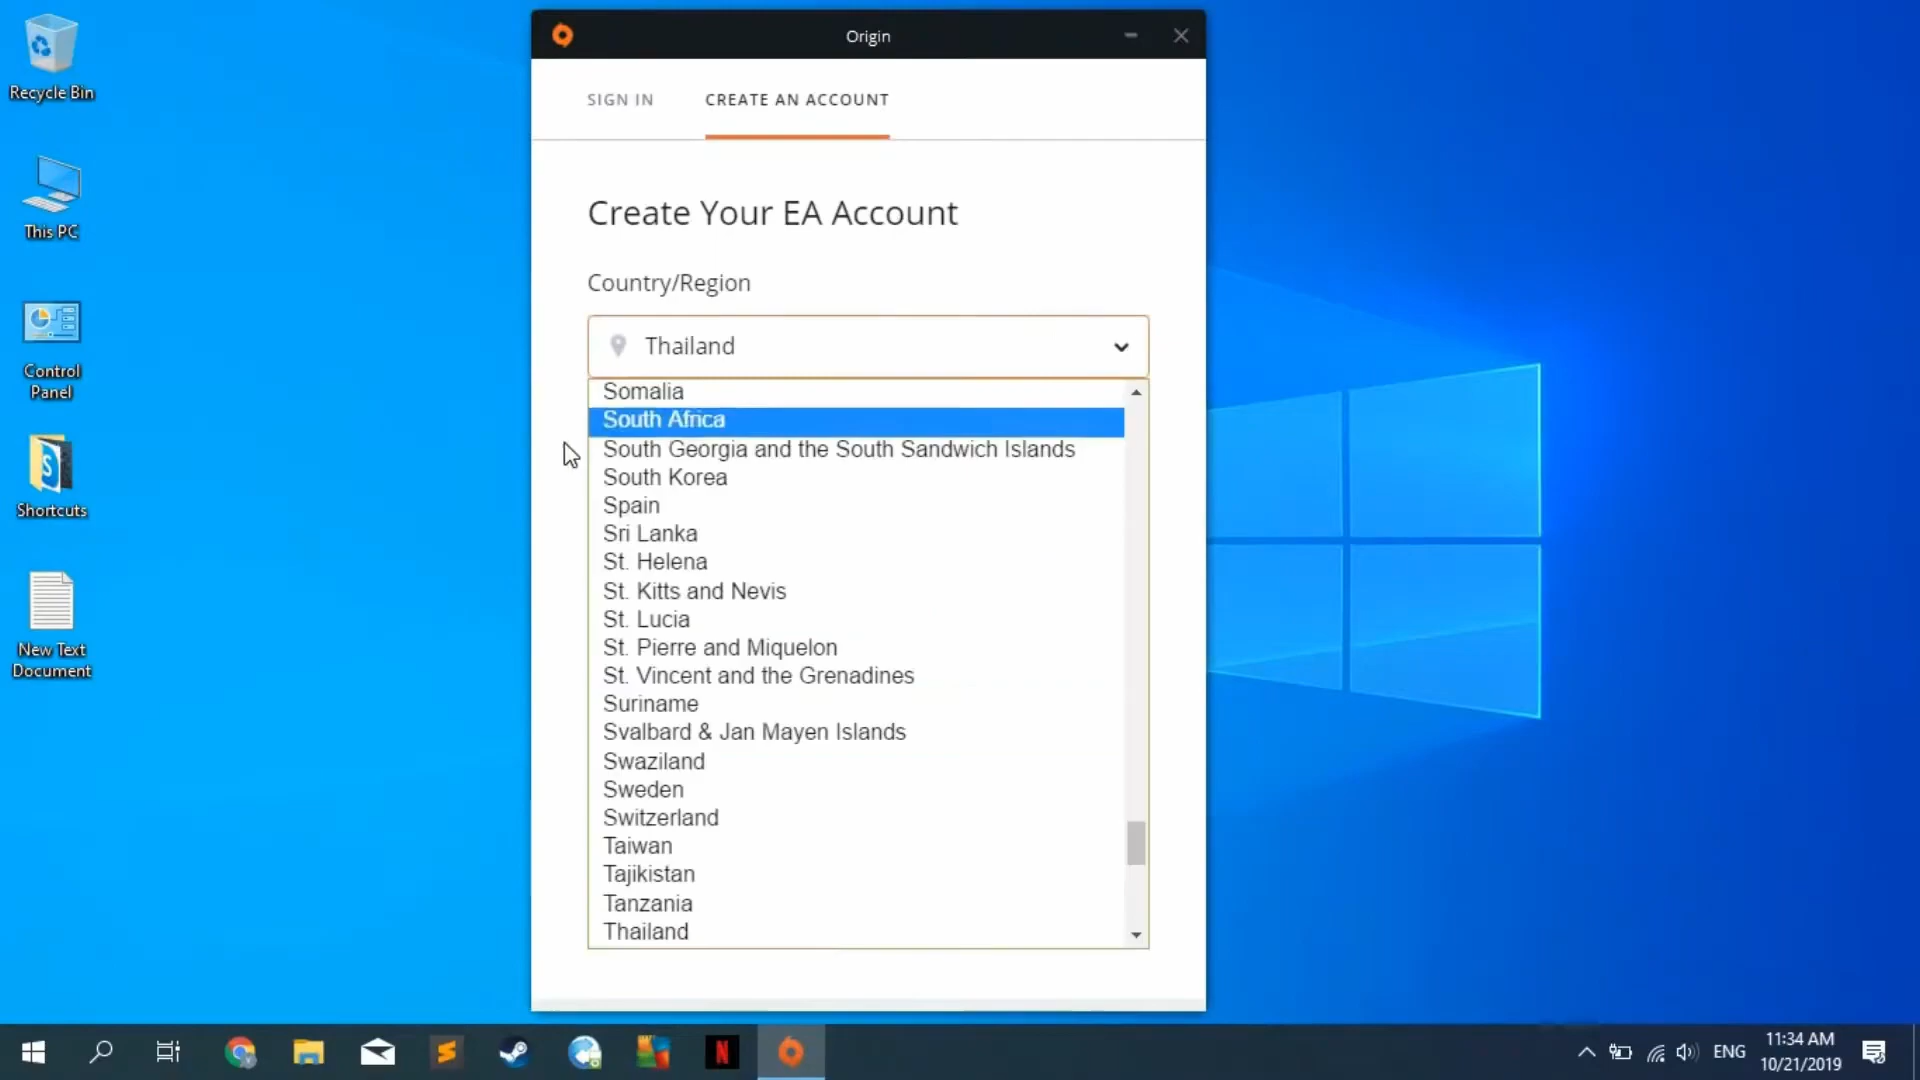 Recycle Bin
This PC
Control
Panel
Shortcuts
New Text
Document
Origin
SIGN IN
CREATE AN ACCOUNT
Create Your EA Account
Country/Region
Thailand
Somalia
South Africa
South Georgia and the South Sandwich Islands
South Korea
Spain
Sri Lanka
St. Helena
St. Kitts and Nevis
St. Lucia
St. Pierre and Miquelon
St. Vincent and the Grenadines
Suriname
Svalbard & Jan Mayen Islands
Swaziland
Sweden
Switzerland
Taiwan
Tajikistan
Tanzania
Thailand
ENG
11:34 AM
10/21/2019